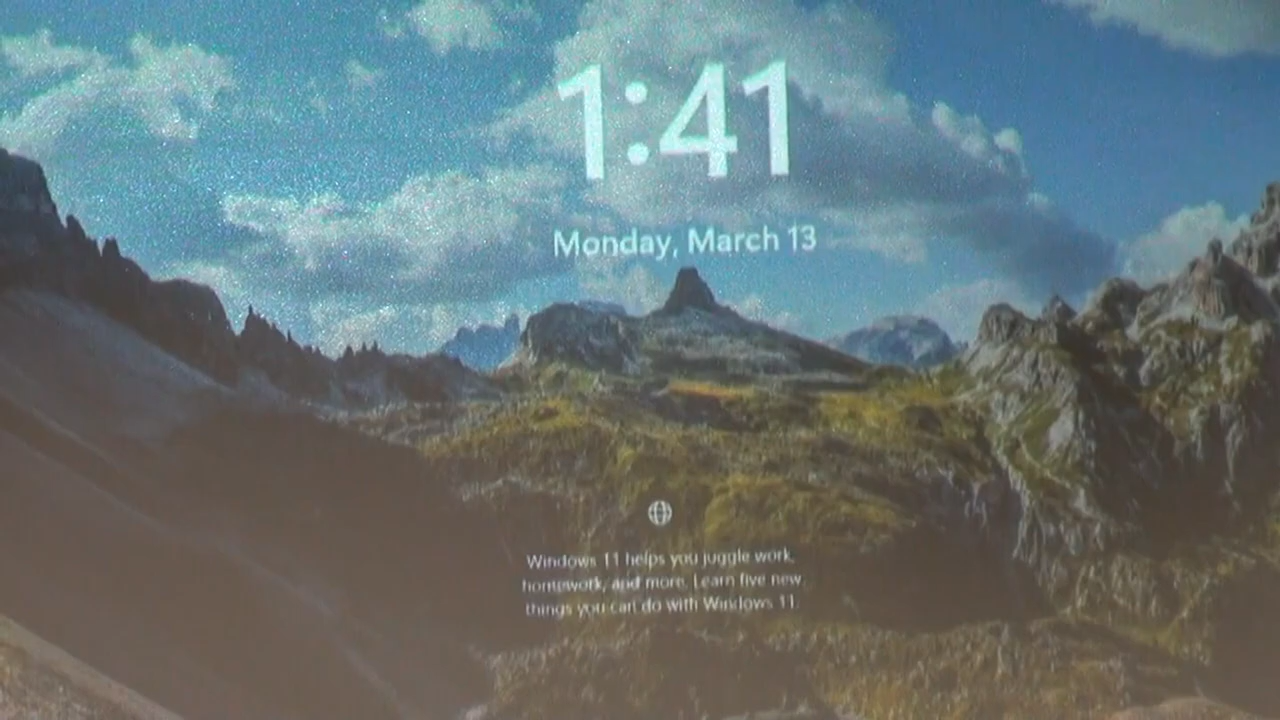 1:41
Monday, March 13
Windows 11 helps you juggle work,
homework, and more. Learn five new
things you can do with Windows 11.